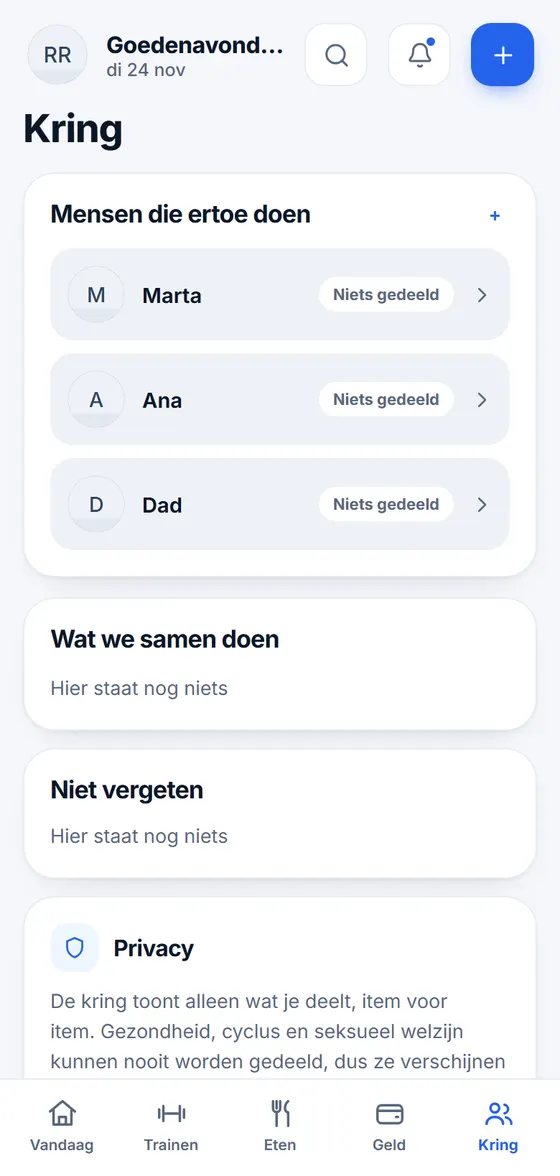 RR
Goedenavond...
di 24 nov
+
Kring
Mensen die ertoe doen
+
M
Marta
Niets gedeeld
A
Ana
Niets gedeeld
D
Dad
Niets gedeeld
Wat we samen doen
Hier staat nog niets
Niet vergeten
Hier staat nog niets
Privacy
De kring toont alleen wat je deelt, item voor
item. Gezondheid, cyclus en seksueel welzijn
kunnen nooit worden gedeeld, dus ze verschijnen
Vandaag
Trainen
Eten
Geld
Kring